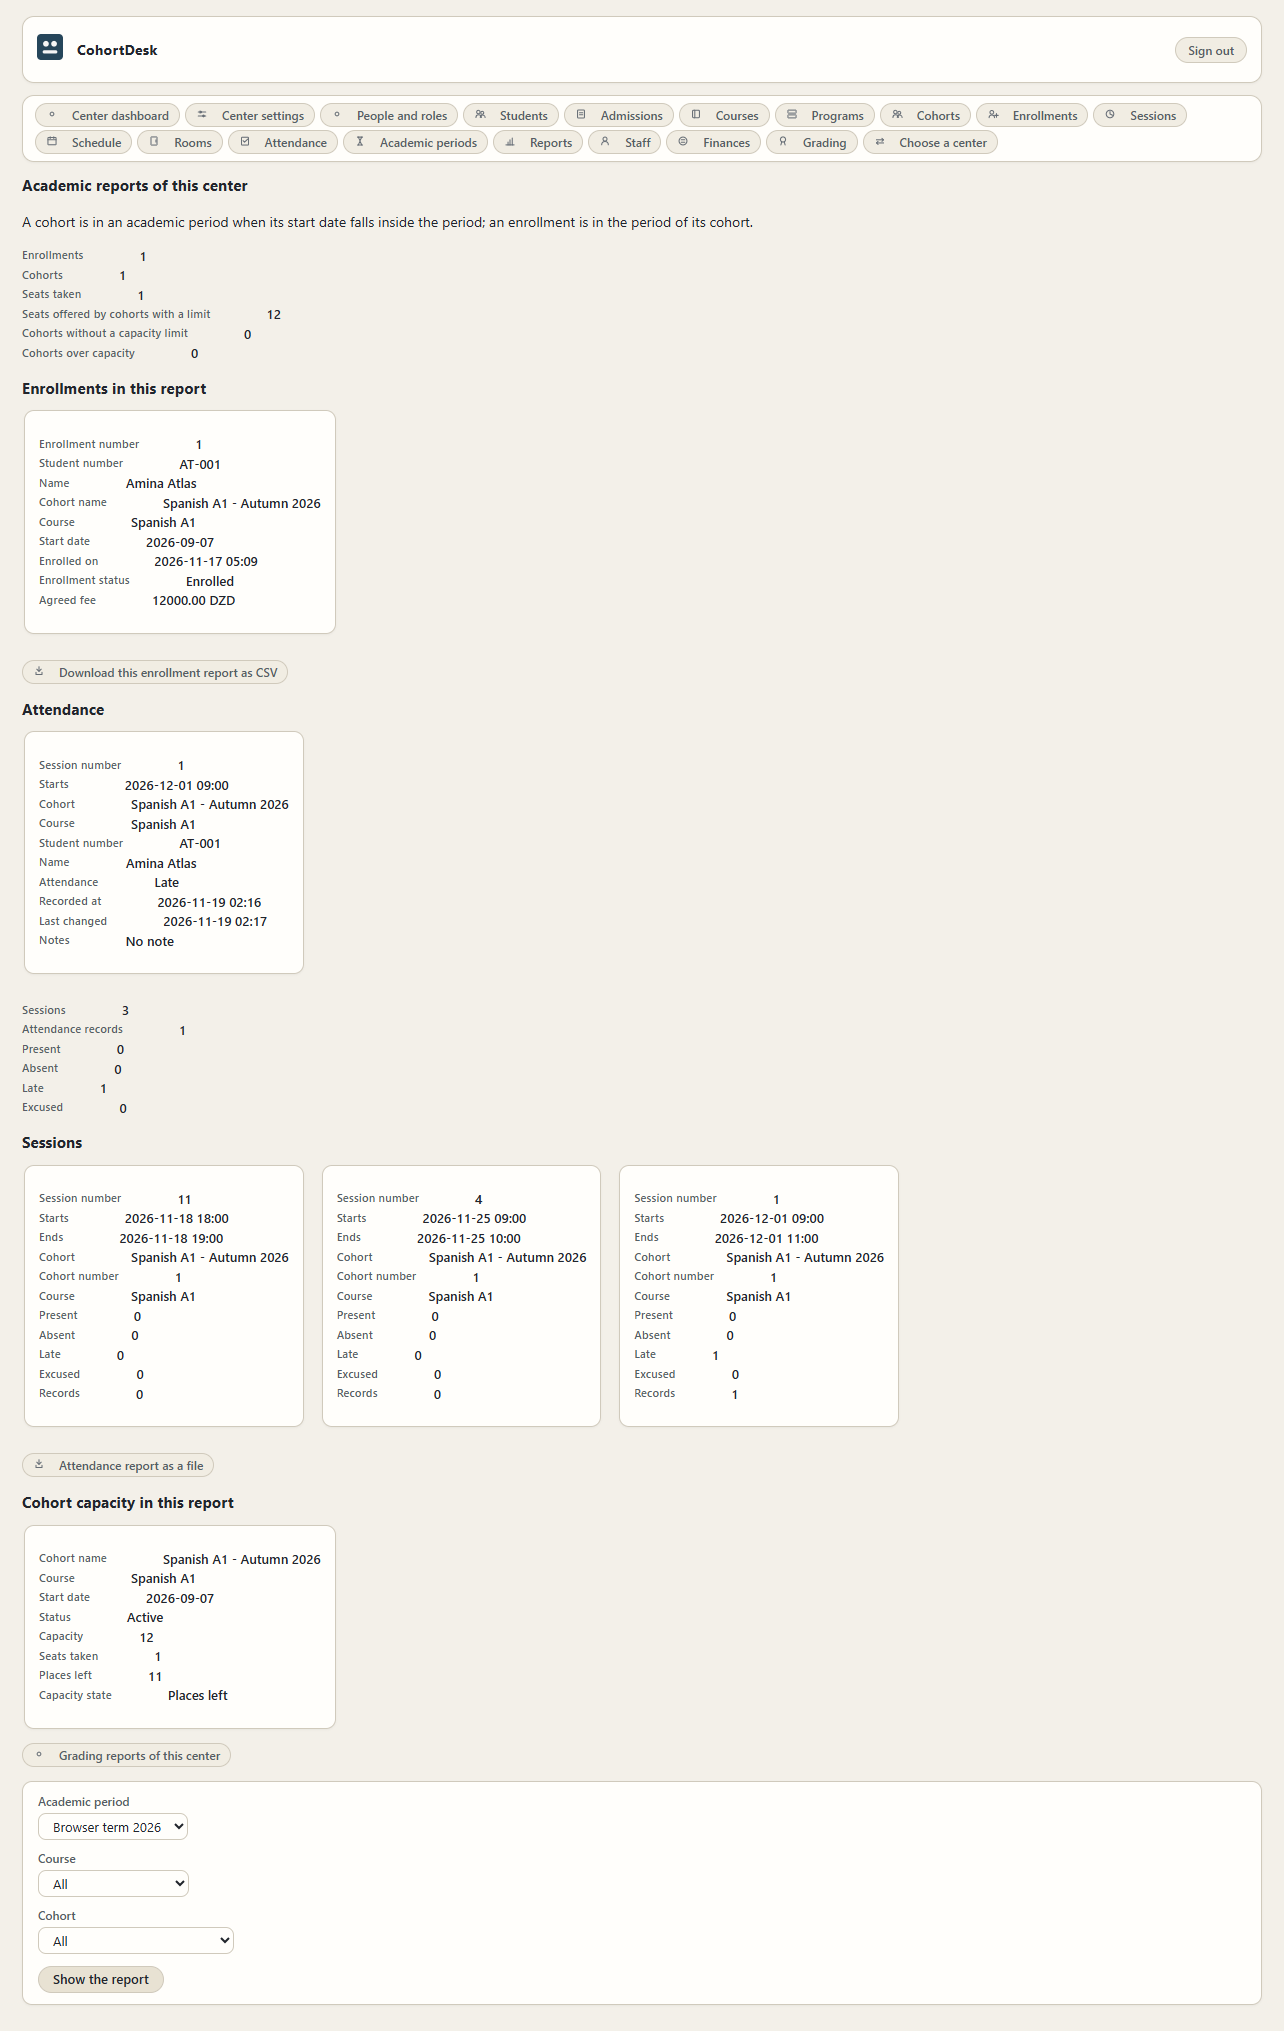 CohortDesk
Sign out
Center dashboard Center settings People and roles Students Admissions Courses Programs Cohorts Enrollments Sessions
Schedule Rooms Attendance Academic periods Reports Staff Finances Grading Choose a center
Academic reports of this center
A cohort is in an academic period when its start date falls inside the period; an enrollment is in the period of its cohort.
Enrollments 1
Cohorts 1
Seats taken 1
Seats offered by cohorts with a limit 12
Cohorts without a capacity limit 0
Cohorts over capacity 0
Enrollments in this report
Enrollment number 1
Student number AT-001
Name Amina Atlas
Cohort name Spanish A1 - Autumn 2026
Course Spanish A1
Start date 2026-09-07
Enrolled on 2026-11-17 05:09
Enrollment status Enrolled
Agreed fee 12000.00 DZD
Download this enrollment report as CSV
Attendance
Session number 1
Starts 2026-12-01 09:00
Cohort Spanish A1 - Autumn 2026
Course Spanish A1
Student number AT-001
Name Amina Atlas
Attendance Late
Recorded at 2026-11-19 02:16
Last changed 2026-11-19 02:17
Notes No note
Sessions 3
Attendance records 1
Present 0
Absent 0
Late 1
Excused 0
Sessions
Session number 11
Starts 2026-11-18 18:00
Ends 2026-11-18 19:00
Cohort Spanish A1 - Autumn 2026
Cohort number 1
Course Spanish A1
Present 0
Absent 0
Late 0
Excused 0
Records 0
Session number 4
Starts 2026-11-25 09:00
Ends 2026-11-25 10:00
Cohort Spanish A1 - Autumn 2026
Cohort number 1
Course Spanish A1
Present 0
Absent 0
Late 0
Excused 0
Records 0
Session number 1
Starts 2026-12-01 09:00
Ends 2026-12-01 11:00
Cohort Spanish A1 - Autumn 2026
Cohort number 1
Course Spanish A1
Present 0
Absent 0
Late 1
Excused 0
Records 1
Attendance report as a file
Cohort capacity in this report
Cohort name Spanish A1 - Autumn 2026
Course Spanish A1
Start date 2026-09-07
Status Active
Capacity 12
Seats taken 1
Places left 11
Capacity state Places left
Grading reports of this center
Academic period
Browser term 2026
Course
All
Cohort
All
Show the report